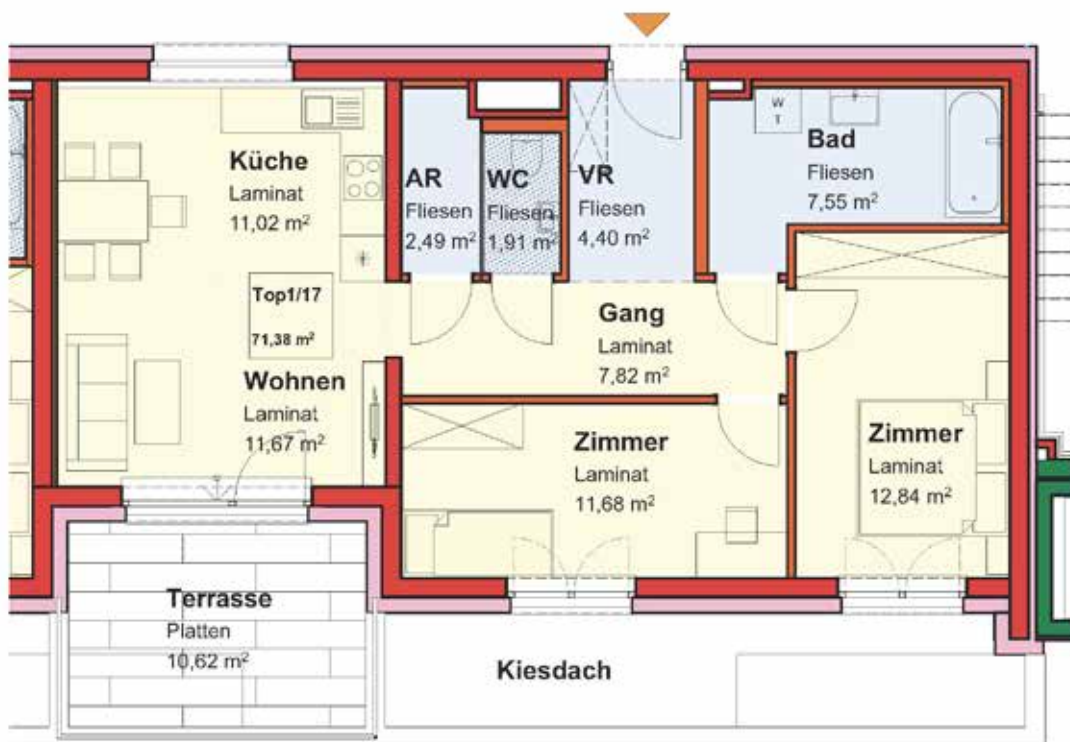 Küche
Laminat
11,02 m²
AR
Fliesen
2,49 m²
WC
Fliesen
1,91 m²
VR
Fliesen
4,40 m²
W
T
Bad
Fliesen
7,55 m²
Top1/17
71,38 m²
Gang
Laminat
7,82 m²
Wohnen
Laminat
11,67 m²
Zimmer
Laminat
11,68 m²
Zimmer
Laminat
12,84 m²
Terrasse
Platten
10,62 m²
Kiesdach